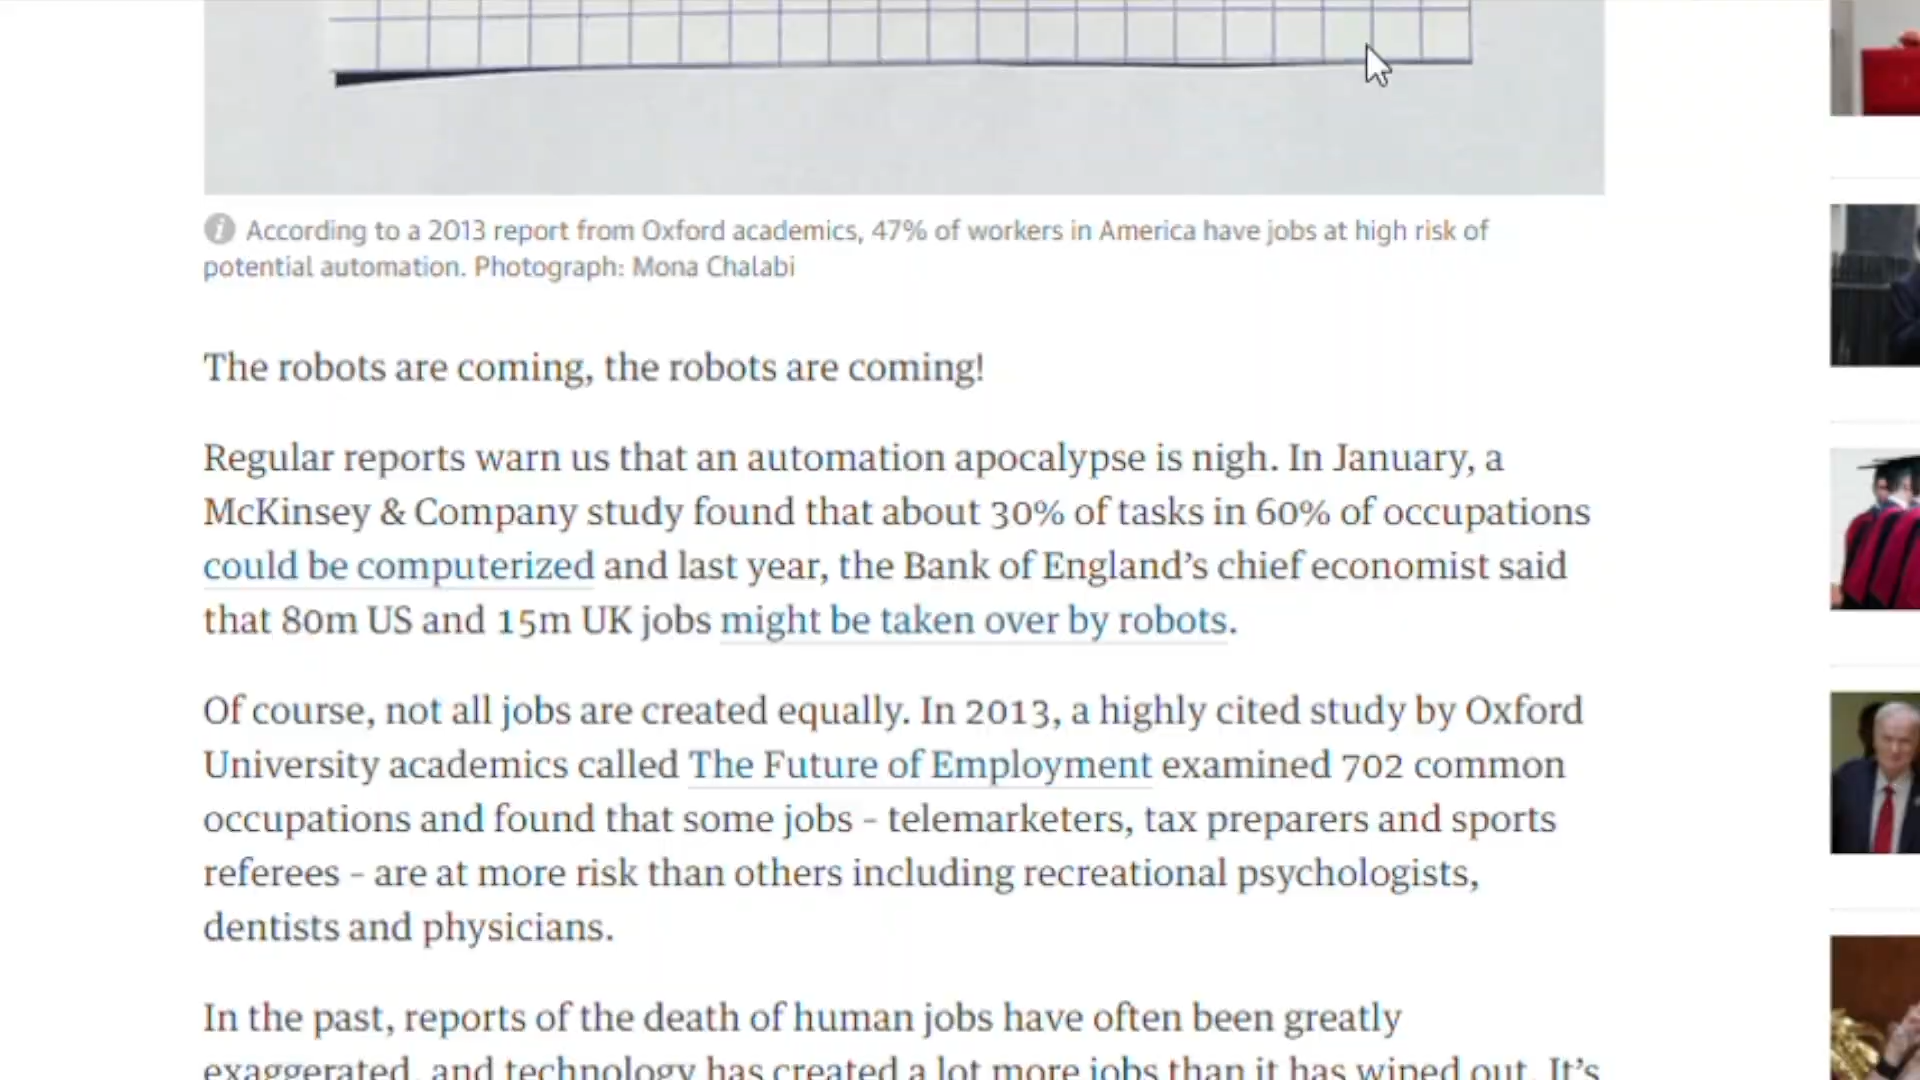 According to a 2013 report from Oxford academics, 47% of workers in America have jobs at high risk of
potential automation. Photograph: Mona Chalabi
The robots are coming, the robots are coming!
Regular reports warn us that an automation apocalypse is nigh. In January, a
McKinsey & Company study found that about 30% of tasks in 60% of occupations
could be computerized and last year, the Bank of England’s chief economist said
that 80m US and 15m UK jobs might be taken over by robots.
Of course, not all jobs are created equally. In 2013, a highly cited study by Oxford
University academics called The Future of Employment examined 702 common
occupations and found that some jobs – telemarketers, tax preparers and sports
referees – are at more risk than others including recreational psychologists,
dentists and physicians.
In the past, reports of the death of human jobs have often been greatly
exaggerated, and technology has created a lot more jobs than it has wiped out. It’s